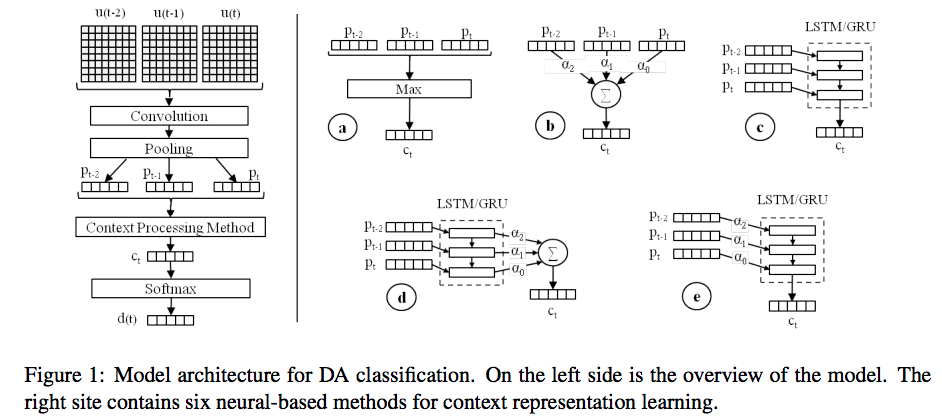 u(t-2) u(t-1) u(t)
Convolution
Pooling
Pt-2 Pt-1 Pt
Context Processing Method
Ct
Softmax
d(t)
Pt-2 Pt-1 Pt
Max
a
Ct
Pt-2 Pt-1 Pt
α2 α1 α0
Σ
b
Ct
LSTM/GRU
Pt-2
Pt-1
Pt
c
Ct
LSTM/GRU
Pt-2 α2
Pt-1 α1 Σ
Pt α0
d
Ct
LSTM/GRU
Pt-2 α2
Pt-1 α1
Pt α0
e
Ct
Figure 1: Model architecture for DA classification. On the left side is the overview of the model. The
right site contains six neural-based methods for context representation learning.